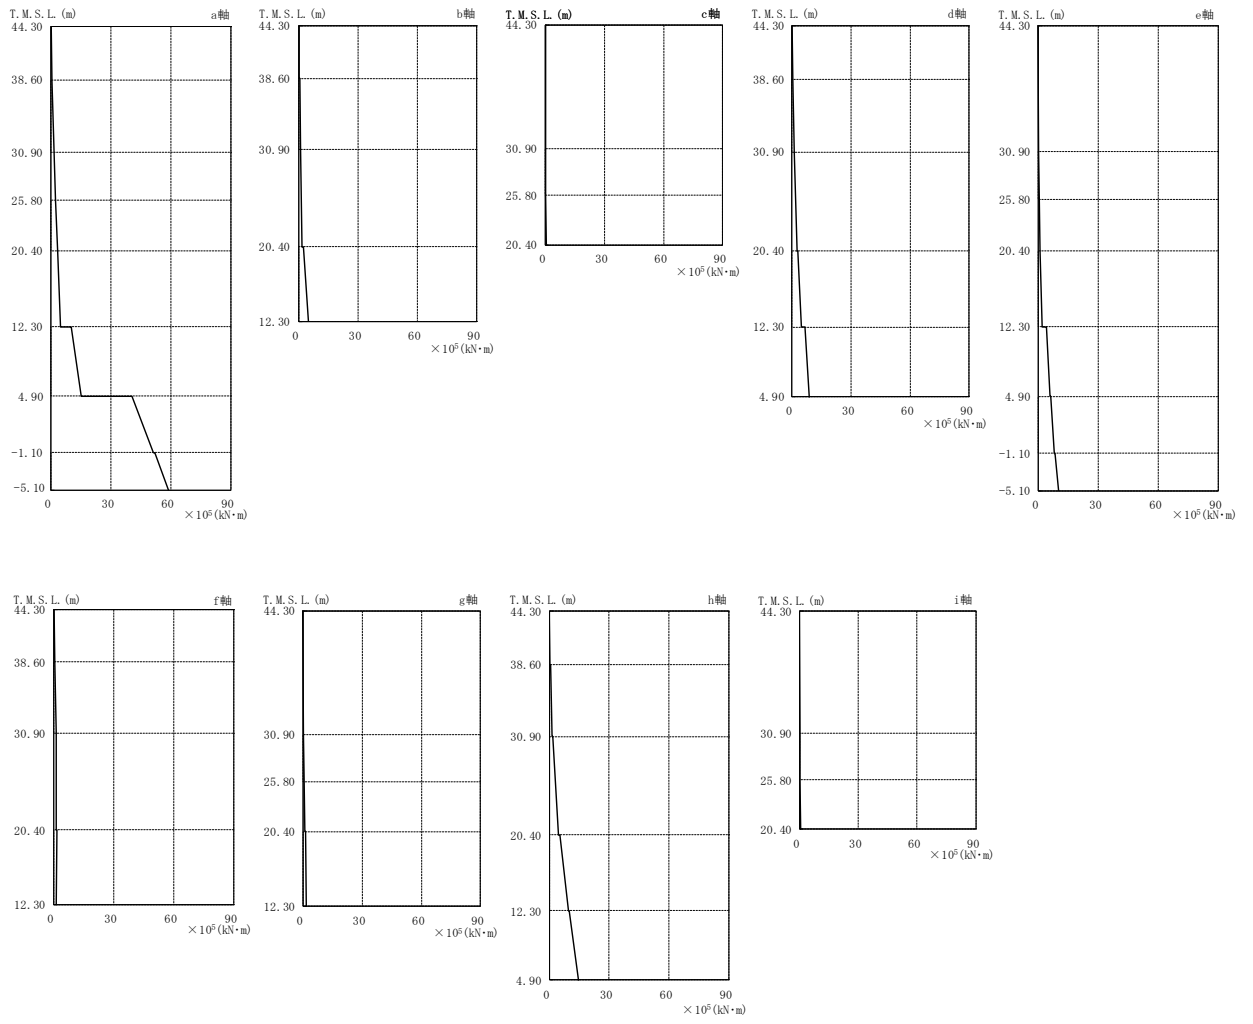 T.M.S.L.(m) a軸
44.30
38.60
30.90
25.80
20.40
12.30
4.90
-1.10
-5.10
0 30 60 90
×10⁵(kN・m)
T.M.S.L.(m) b軸
44.30
38.60
30.90
20.40
12.30
0 30 60 90
×10⁵(kN・m)
T.M.S.L.(m) c軸
44.30
30.90
25.80
20.40
0 30 60 90
×10⁵(kN・m)
T.M.S.L.(m) d軸
44.30
38.60
30.90
20.40
12.30
4.90
0 30 60 90
×10⁵(kN・m)
T.M.S.L.(m) e軸
44.30
30.90
25.80
20.40
12.30
4.90
-1.10
-5.10
0 30 60 90
×10⁵(kN・m)
T.M.S.L.(m) f軸
44.30
38.60
30.90
20.40
12.30
0 30 60 90
×10⁵(kN・m)
T.M.S.L.(m) g軸
44.30
30.90
25.80
20.40
12.30
0 30 60 90
×10⁵(kN・m)
T.M.S.L.(m) h軸
44.30
38.60
30.90
20.40
12.30
4.90
0 30 60 90
×10⁵(kN・m)
T.M.S.L.(m) i軸
44.30
30.90
25.80
20.40
0 30 60 90
×10⁵(kN・m)